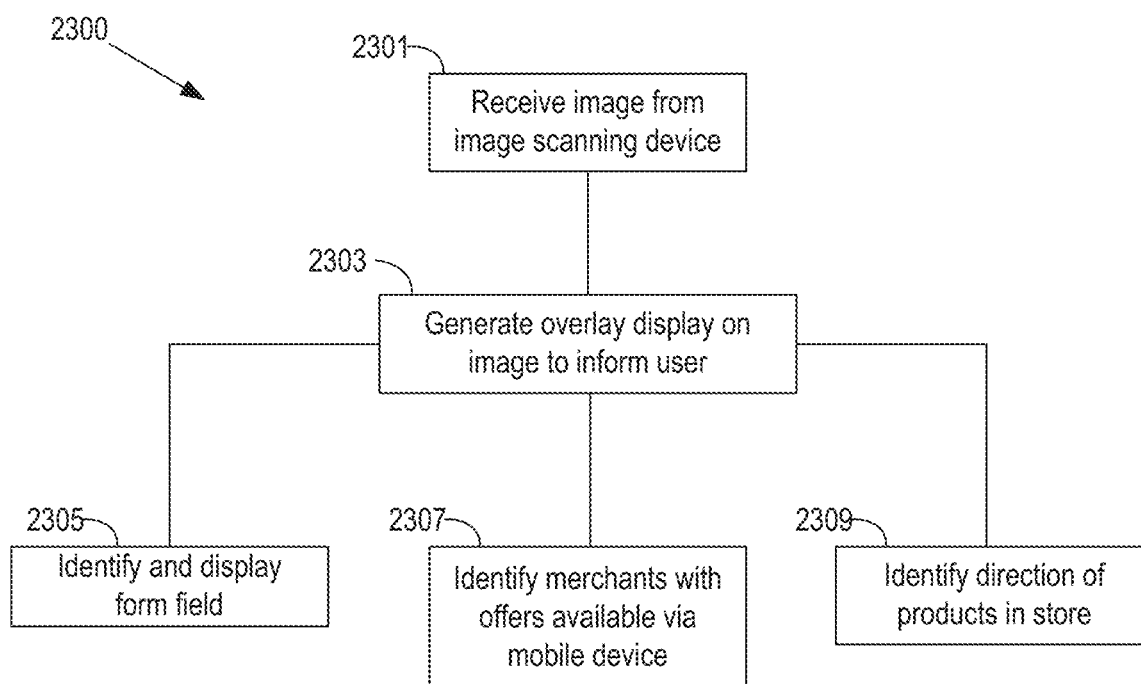 2300
2301
Receive image from
image scanning device
2303
Generate overlay display on
image to inform user
2305
Identify and display
form field
2307
Identify merchants with
offers available via
mobile device
2309
Identify direction of
products in store